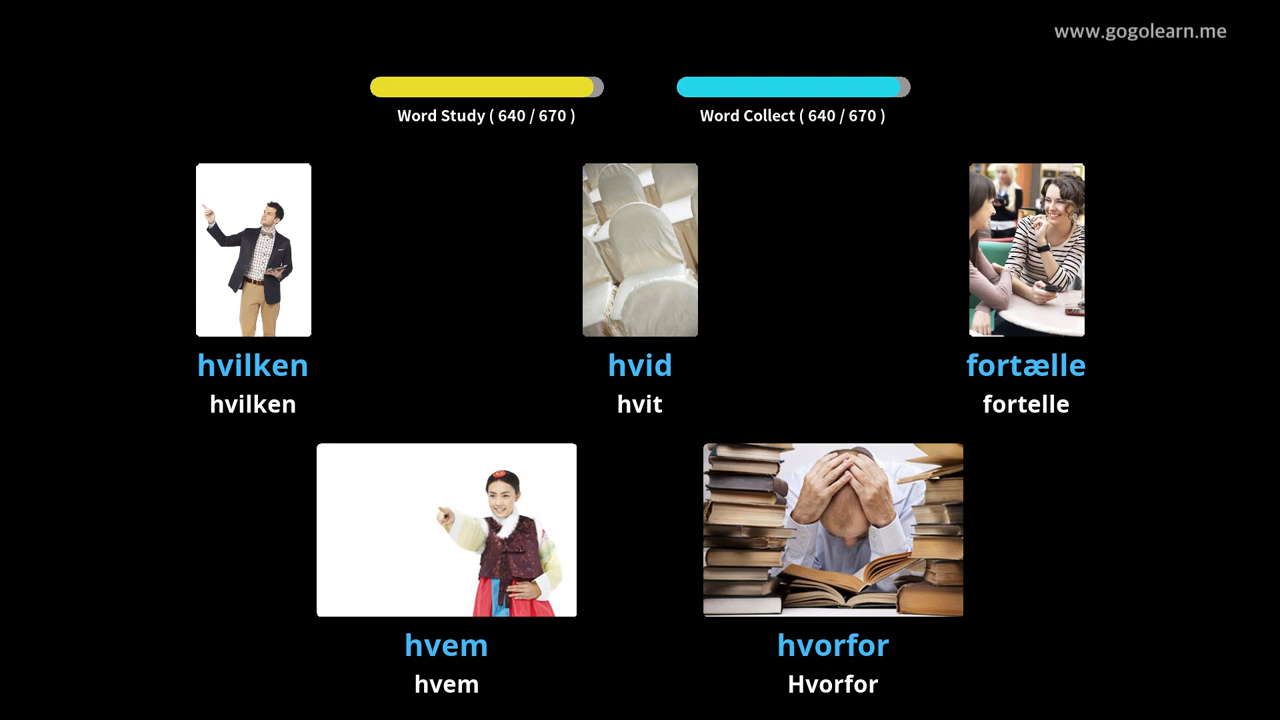 www.gogolearn.me
Word Study ( 640 / 670 )
Word Collect ( 640 / 670 )
hvilken
hvilken
hvid
hvit
fortælle
fortelle
hvem
hvem
hvorfor
Hvorfor